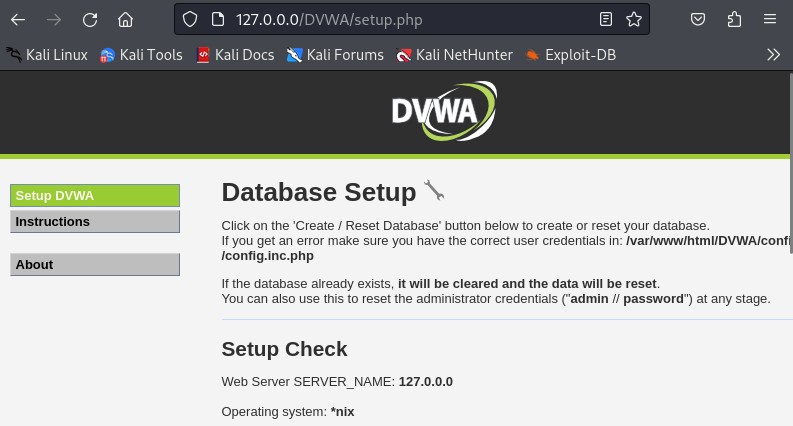 127.0.0.0/DVWA/setup.php
Kali Linux Kali Tools Kali Docs Kali Forums Kali NetHunter Exploit-DB
DVWA
Setup DVWA
Instructions
About
Database Setup
Click on the 'Create / Reset Database' button below to create or reset your database.
If you get an error make sure you have the correct user credentials in: /var/www/html/DVWA/confi
/config.inc.php
If the database already exists, it will be cleared and the data will be reset.
You can also use this to reset the administrator credentials ("admin // password") at any stage.
Setup Check
Web Server SERVER_NAME: 127.0.0.0
Operating system: *nix